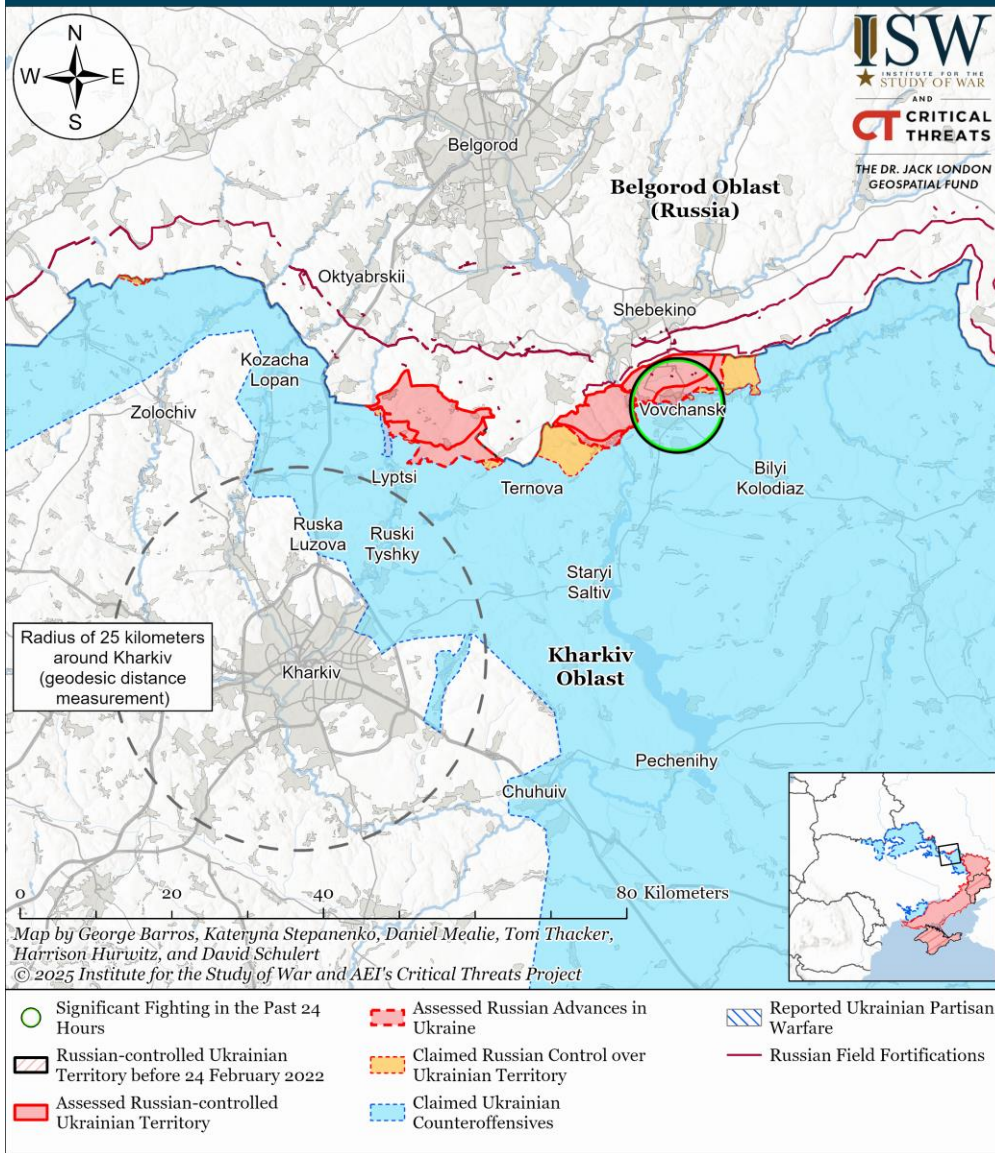 N
W
E
S
ISW
INSTITUTE FOR THE
STUDY OF WAR
AND
CT CRITICAL
THREATS
THE DR. JACK LONDON
GEOSPATIAL FUND
Belgorod
Belgorod Oblast
(Russia)
Oktyabrskii
Shebekino
Kozacha
Lopan
Zolochiv
Vovchansk
Lyptsi
Ternova
Bilyi
Kolodiaz
Ruska
Luzova
Ruski
Tyshky
Staryi
Saltiv
Radius of 25 kilometers
around Kharkiv
(geodesic distance
measurement)
Kharkiv
Kharkiv
Oblast
Pechenihy
Chuhuiv
0 20 40 80 Kilometers
Map by George Barros, Kateryna Stepanenko, Daniel Mealie, Tom Thacker,
Harrison Hurwitz, and David Schulert
© 2025 Institute for the Study of War and AEI's Critical Threats Project
Significant Fighting in the Past 24
Hours
Russian-controlled Ukrainian
Territory before 24 February 2022
Assessed Russian-controlled
Ukrainian Territory
Assessed Russian Advances in
Ukraine
Claimed Russian Control over
Ukrainian Territory
Claimed Ukrainian
Counteroffensives
Reported Ukrainian Partisan
Warfare
Russian Field Fortifications